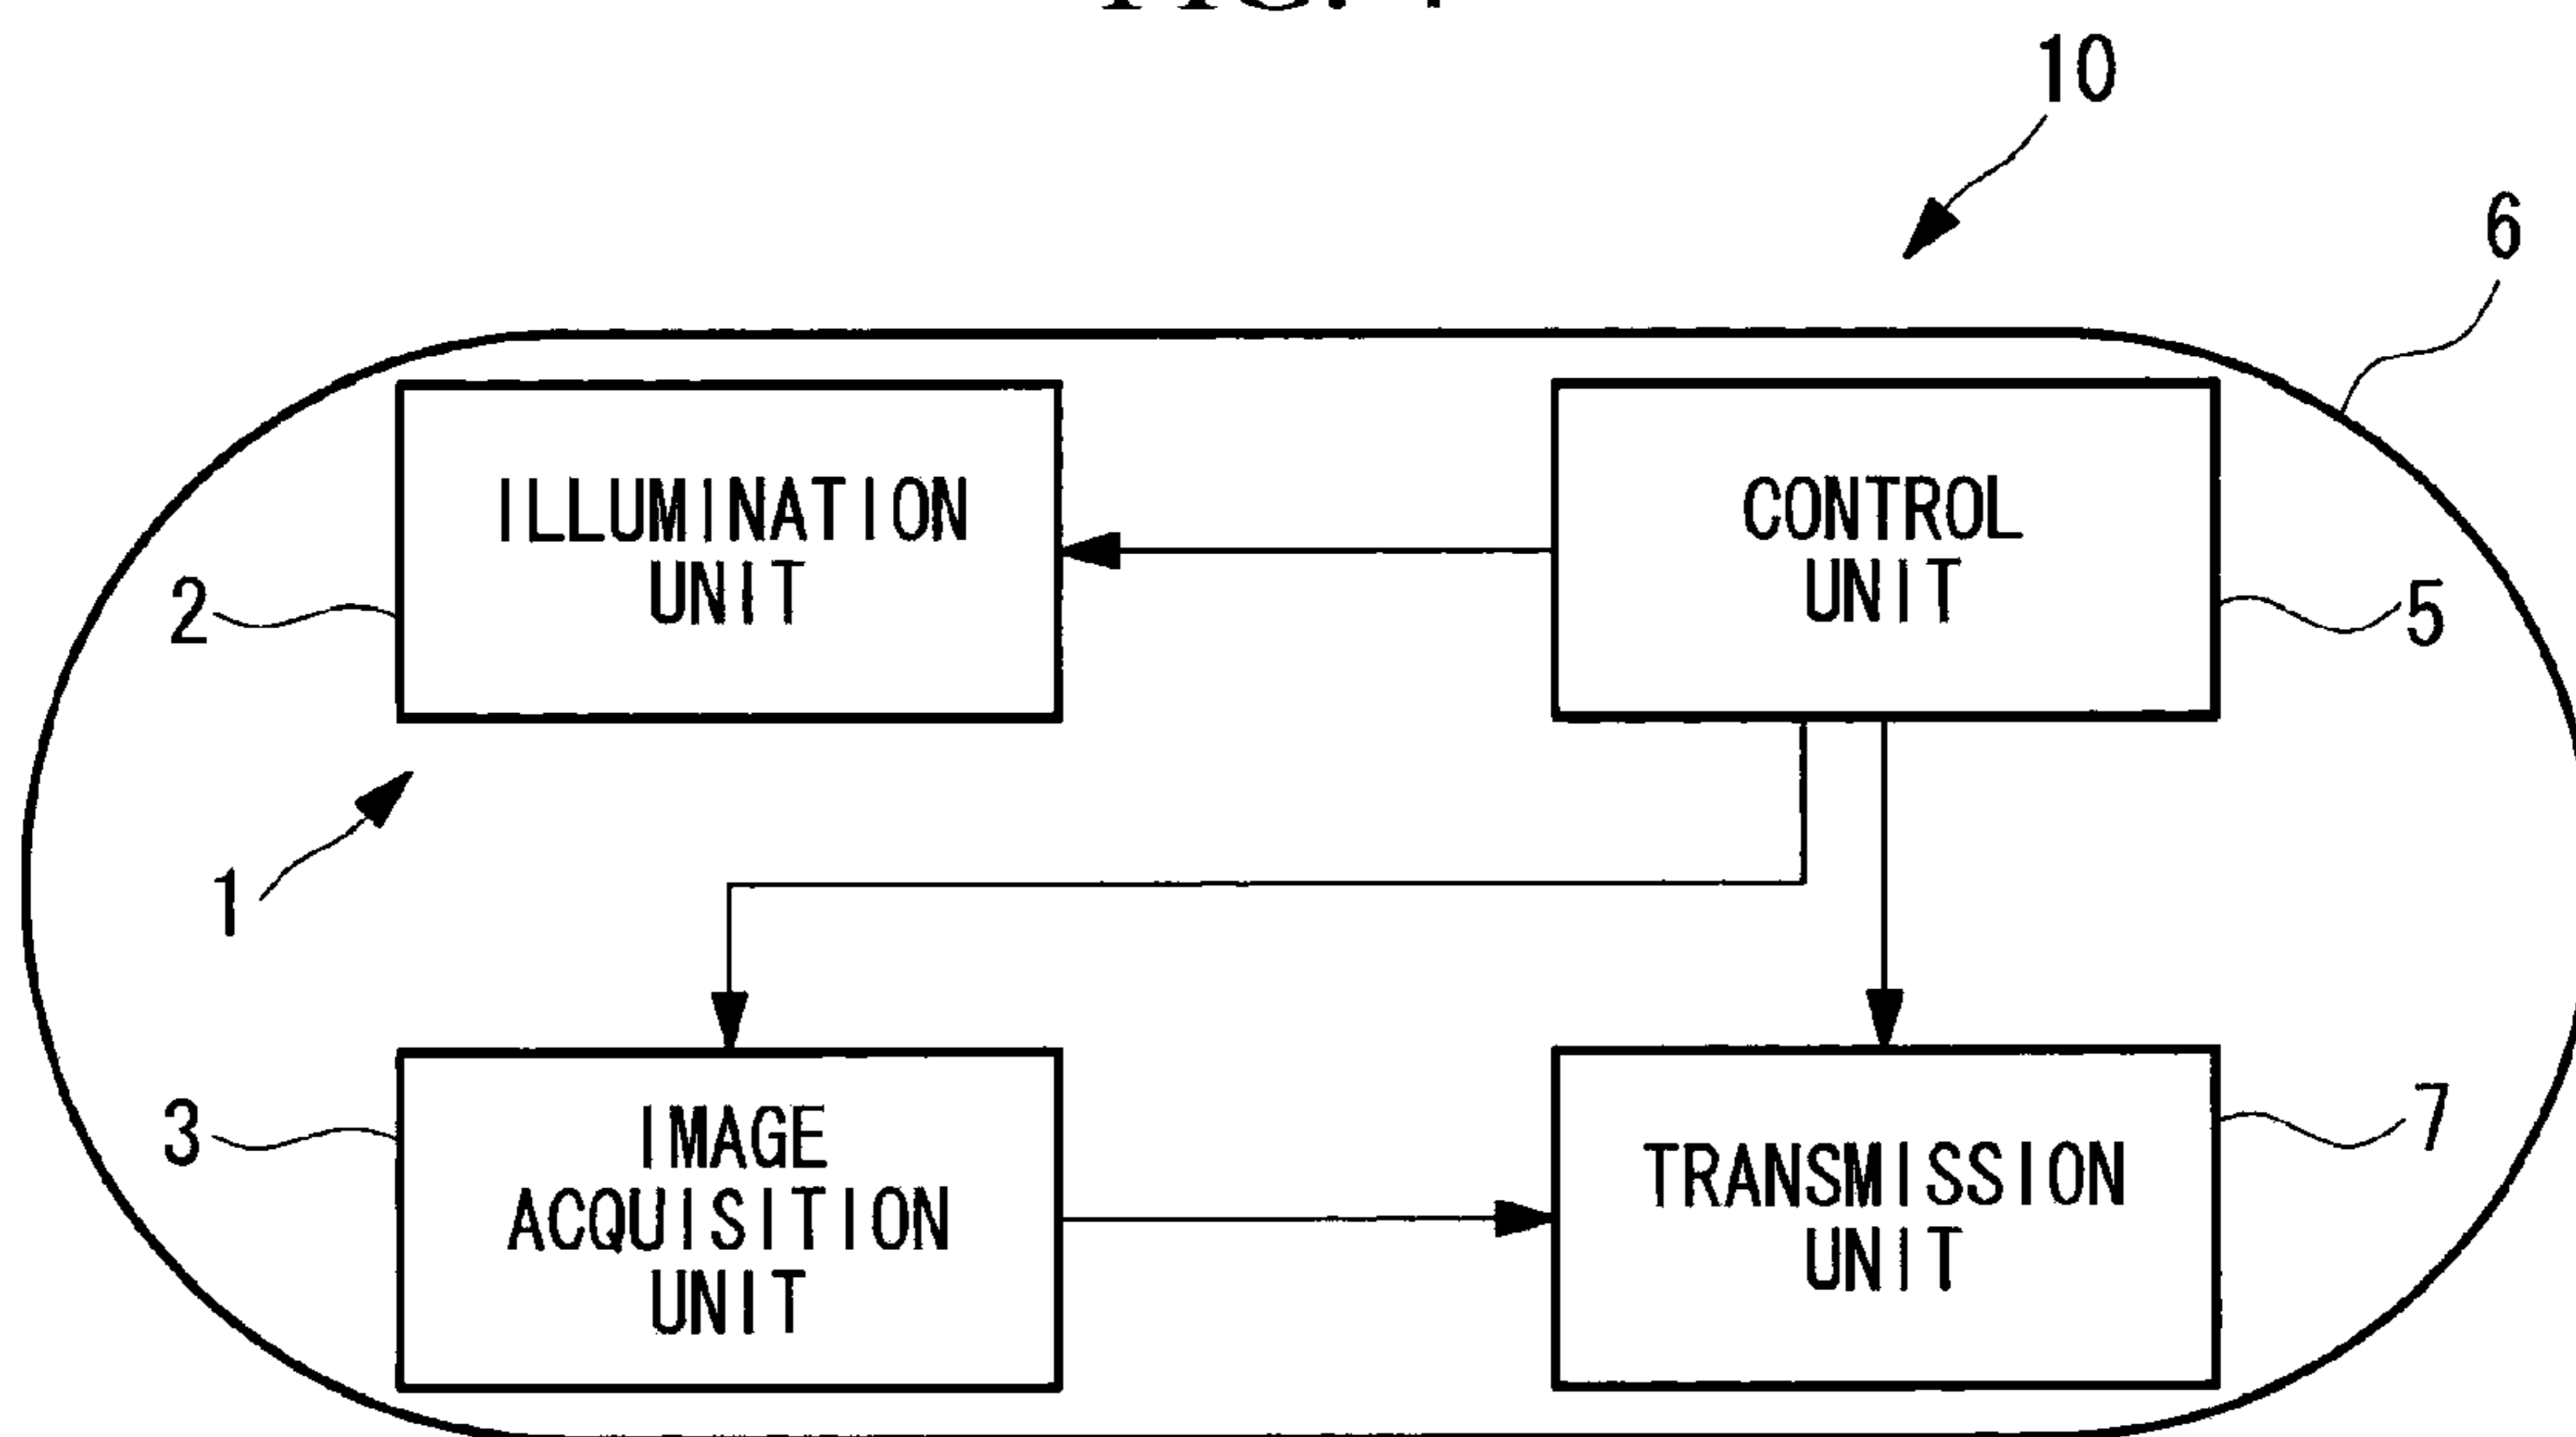 10
6
ILLUMINATION
UNIT
CONTROL
UNIT
2
5
1
3
IMAGE
ACQUISITION
UNIT
TRANSMISSION
UNIT
7